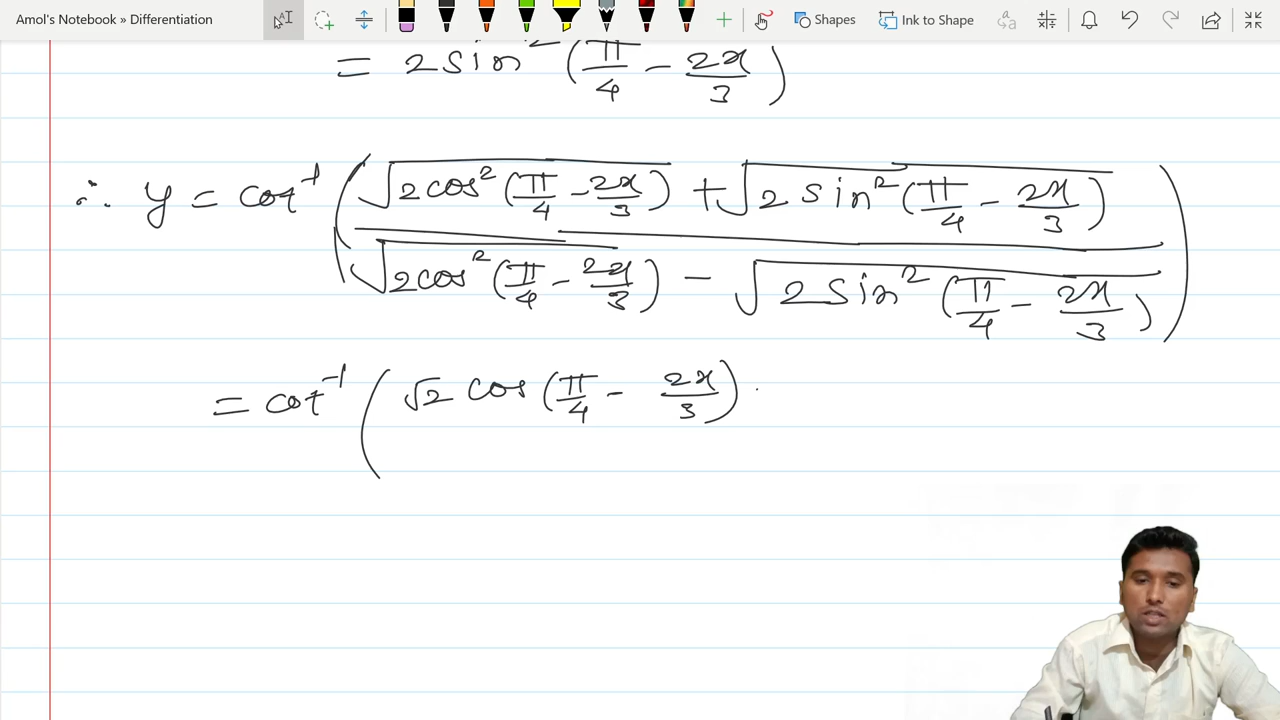 Amol's Notebook » Differentiation Shapes Ink to Shape
= 2 sin² (π/4 - 2x/3)
∴ y = cot⁻¹ ( (√(2cos² (π/4 - 2x/3)) + √(2 sin² (π/4 - 2x/3))) / (√(2cos² (π/4 - 2x/3)) - √(2 sin² (π/4 - 2x/3))) )
= cot⁻¹ ( √2 cos (π/4 - 2x/3)